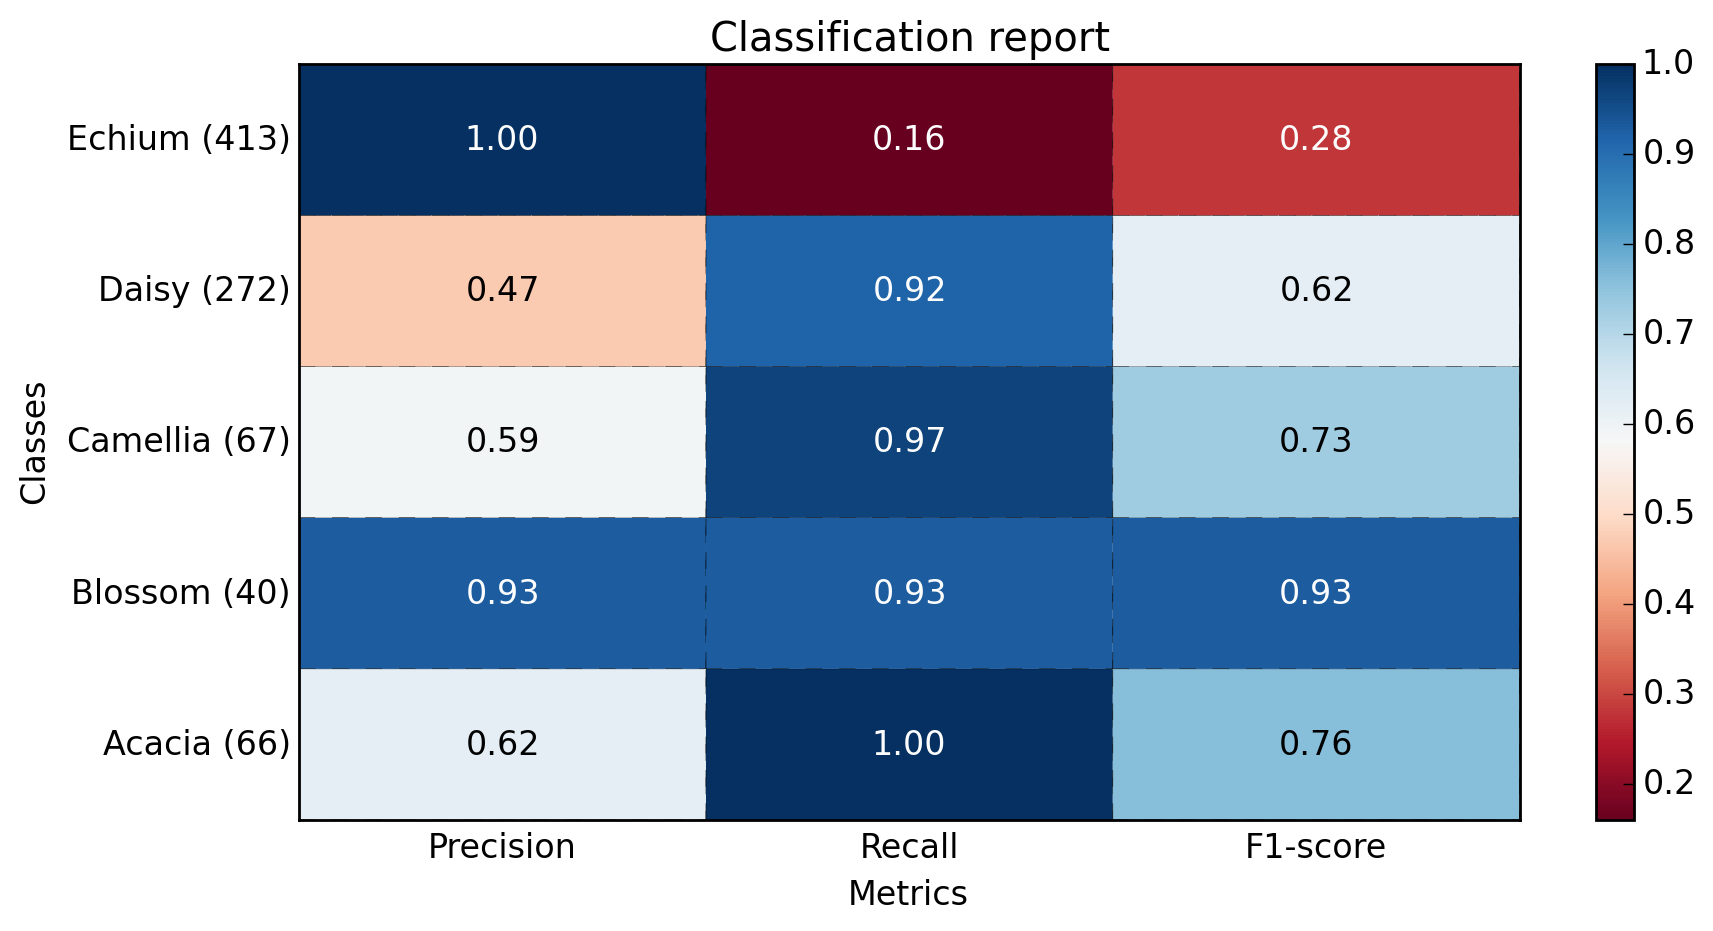 Classification report
Echium (413) 1.00 0.16 0.28
Daisy (272) 0.47 0.92 0.62
Camellia (67) 0.59 0.97 0.73
Blossom (40) 0.93 0.93 0.93
Acacia (66) 0.62 1.00 0.76
Classes
Precision Recall F1-score
Metrics
1.0
0.9
0.8
0.7
0.6
0.5
0.4
0.3
0.2